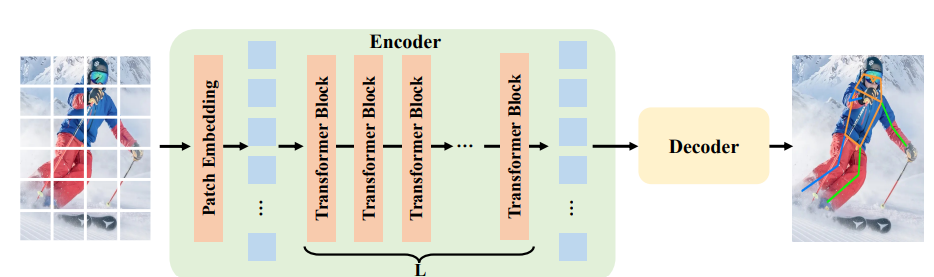 Encoder
Patch Embedding
...
Transformer Block
Transformer Block
Transformer Block
...
Transformer Block
...
Decoder
L